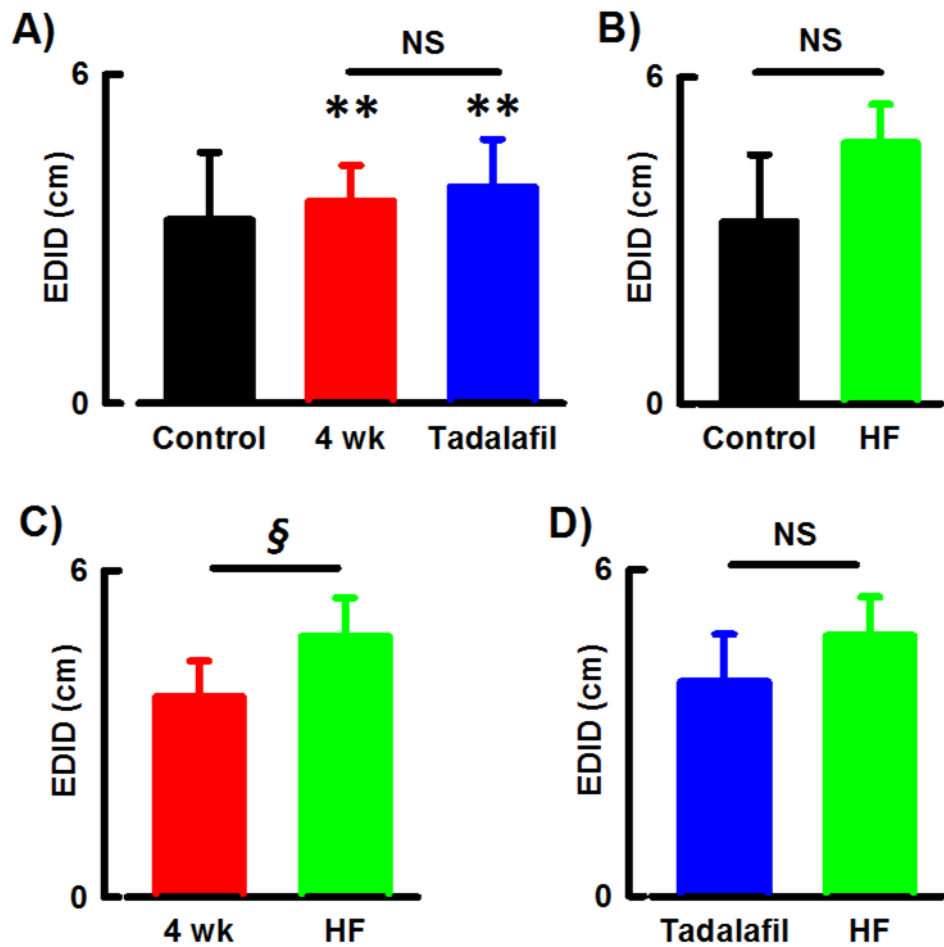 A)
NS
6
** **
EDID (cm)
0
Control 4 wk Tadalafil
B)
NS
6
EDID (cm)
0
Control HF
C)
§
6
EDID (cm)
0
4 wk HF
D)
NS
6
EDID (cm)
0
Tadalafil HF